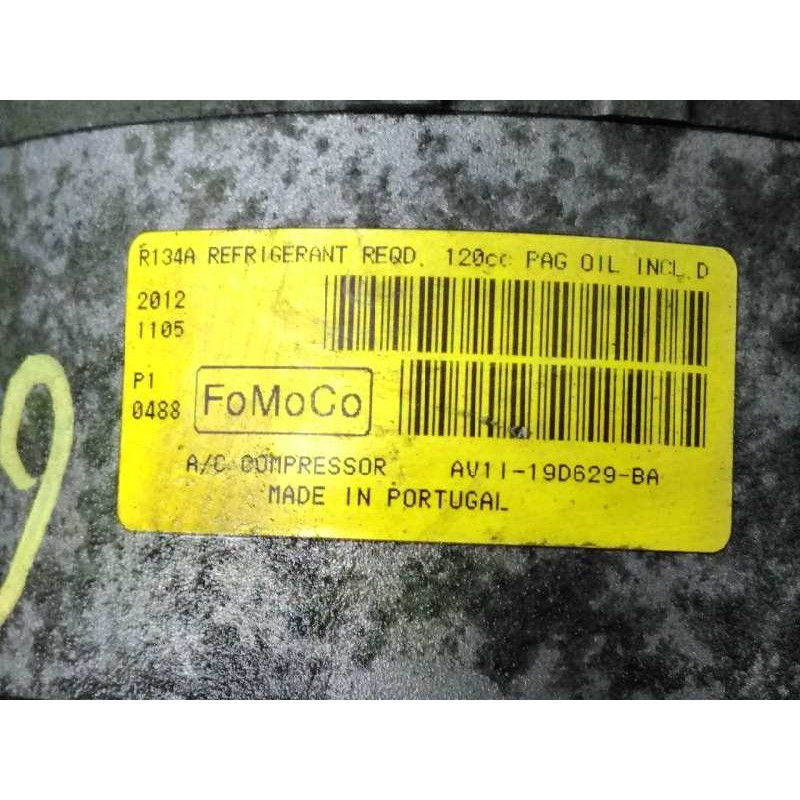 R134A REFRIGERANT REQD. 120cc PAG OIL INCL.D
2012
1105
P1
0488
FoMoCo
A/C COMPRESSOR AV11-19D629-BA
MADE IN PORTUGAL